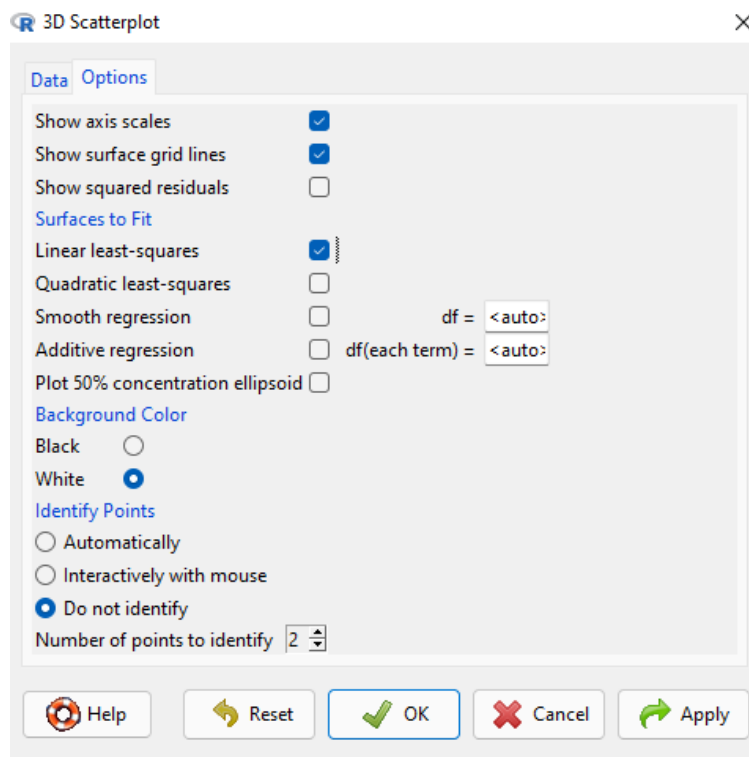 3D Scatterplot
Data Options
Show axis scales
Show surface grid lines
Show squared residuals
Surfaces to Fit
Linear least-squares
Quadratic least-squares
Smooth regression df = <auto>
Additive regression df(each term) = <auto>
Plot 50% concentration ellipsoid
Background Color
Black
White
Identify Points
Automatically
Interactively with mouse
Do not identify
Number of points to identify 2
Help Reset OK Cancel Apply